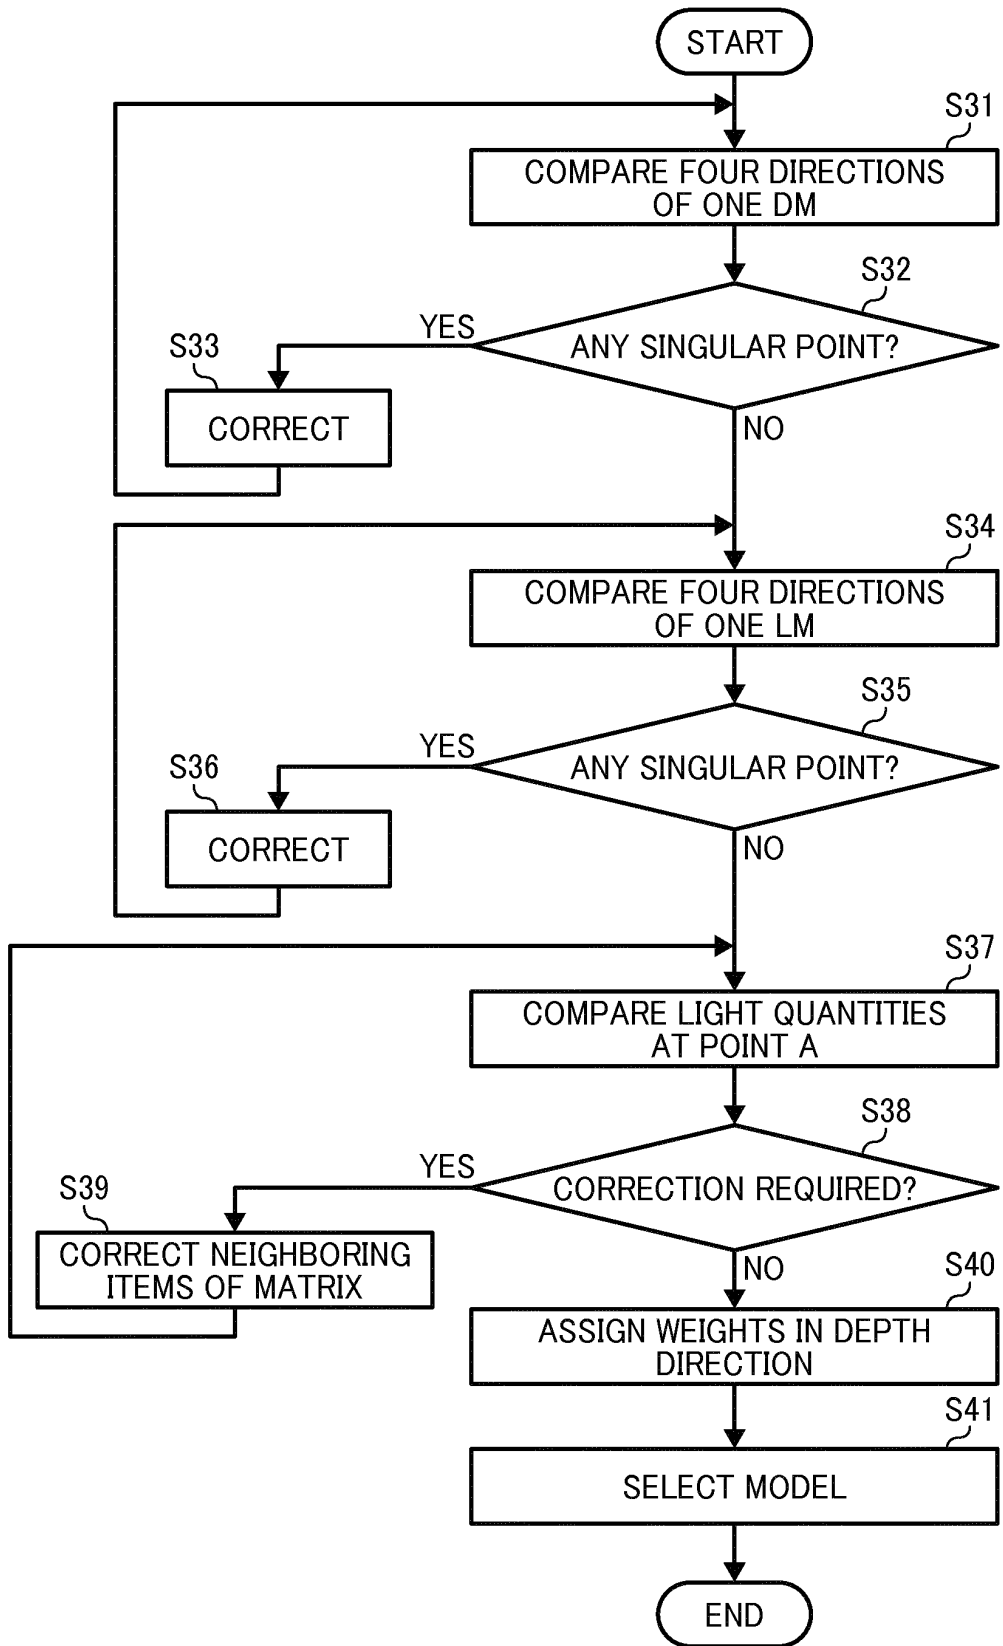 START
S31
COMPARE FOUR DIRECTIONS
OF ONE DM
S32
YES
ANY SINGULAR POINT?
S33
CORRECT
NO
S34
COMPARE FOUR DIRECTIONS
OF ONE LM
S35
YES
ANY SINGULAR POINT?
S36
CORRECT
NO
S37
COMPARE LIGHT QUANTITIES
AT POINT A
S38
YES
CORRECTION REQUIRED?
S39
CORRECT NEIGHBORING
ITEMS OF MATRIX
NO
S40
ASSIGN WEIGHTS IN DEPTH
DIRECTION
S41
SELECT MODEL
END